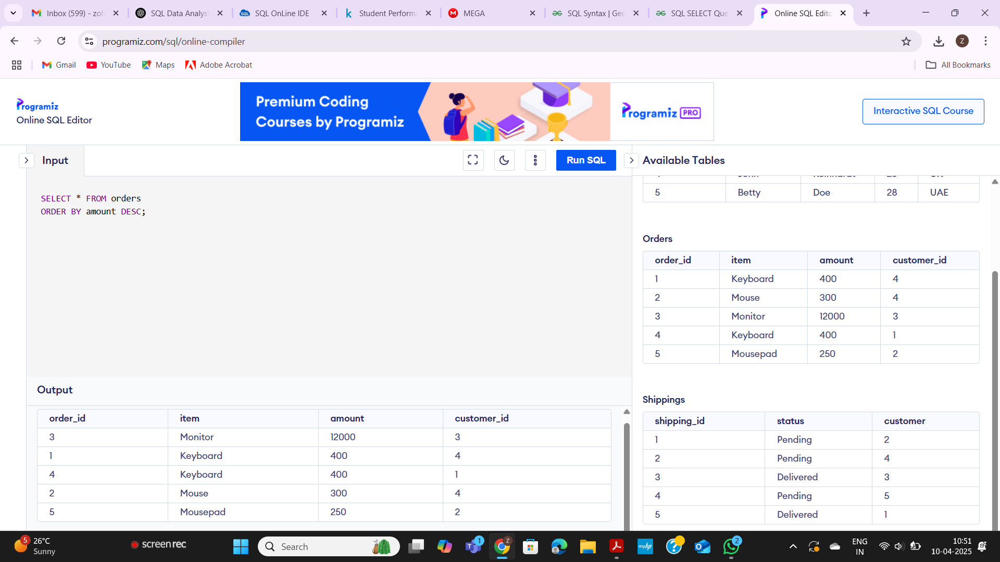 Inbox (599) - zoh
SQL Data Analys
SQL OnLine IDE
Student Performa
MEGA
SQL Syntax | Gee
SQL SELECT Que
Online SQL Edito
programiz.com/sql/online-compiler
Z
Gmail
YouTube
Maps
Adobe Acrobat
All Bookmarks
Programiz
Online SQL Editor
Premium Coding
Courses by Programiz
Programiz PRO
Interactive SQL Course
Input
Run SQL
Available Tables
SELECT * FROM orders
ORDER BY amount DESC;
5 Betty Doe 28 UAE
Orders
order_id item amount customer_id
1 Keyboard 400 4
2 Mouse 300 4
3 Monitor 12000 3
4 Keyboard 400 1
5 Mousepad 250 2
Shippings
shipping_id status customer
1 Pending 2
2 Pending 4
3 Delivered 3
4 Pending 5
5 Delivered 1
Output
order_id item amount customer_id
3 Monitor 12000 3
1 Keyboard 400 4
4 Keyboard 400 1
2 Mouse 300 4
5 Mousepad 250 2
5
26°C
Sunny
screen rec
Search
1
Z
myhp
2
ENG
IN
10:51
10-04-2025